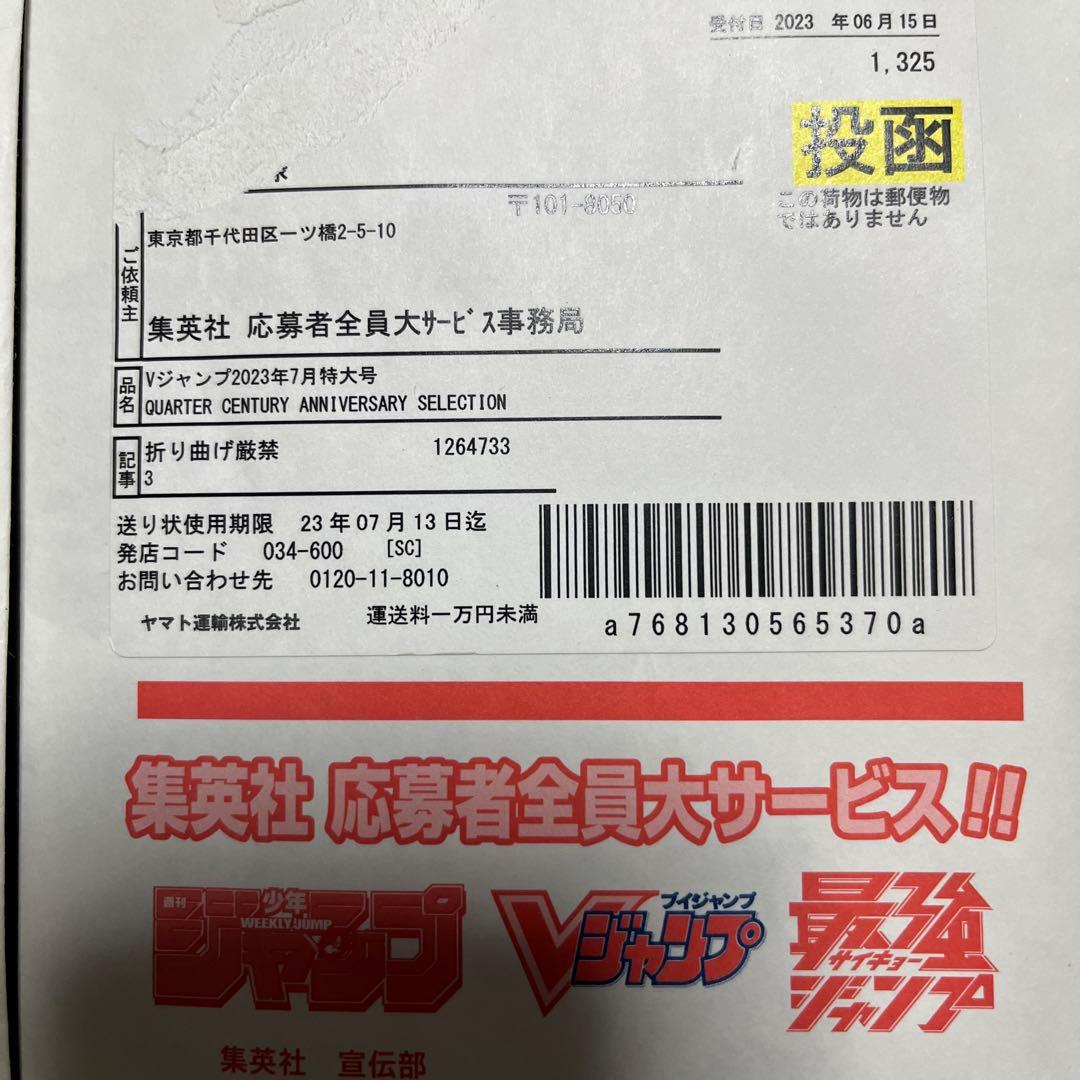 受付日 2023 年06月15日
1,325
投函
この荷物は郵便物
ではありません
〒101-8050
ご依頼主
東京都千代田区一ツ橋2-5-10
集英社 応募者全員大ｻｰﾋﾞｽ事務局
品名
Vジャンプ2023年7月特大号
QUARTER CENTURY ANNIVERSARY SELECTION
記事
折り曲げ厳禁 1264733
3
送り状使用期限 23年07月13日迄
発店コード 034-600 [SC]
お問い合わせ先 0120-11-8010
ヤマト運輸株式会社 運送料一万円未満
a768130565370a
集英社 応募者全員大サービス!!
週刊 少年 ジャンプ
WEEKLY JUMP
ブイジャンプ
Vジャンプ
最強
サイキョー
ジャンプ
集英社 宣伝部